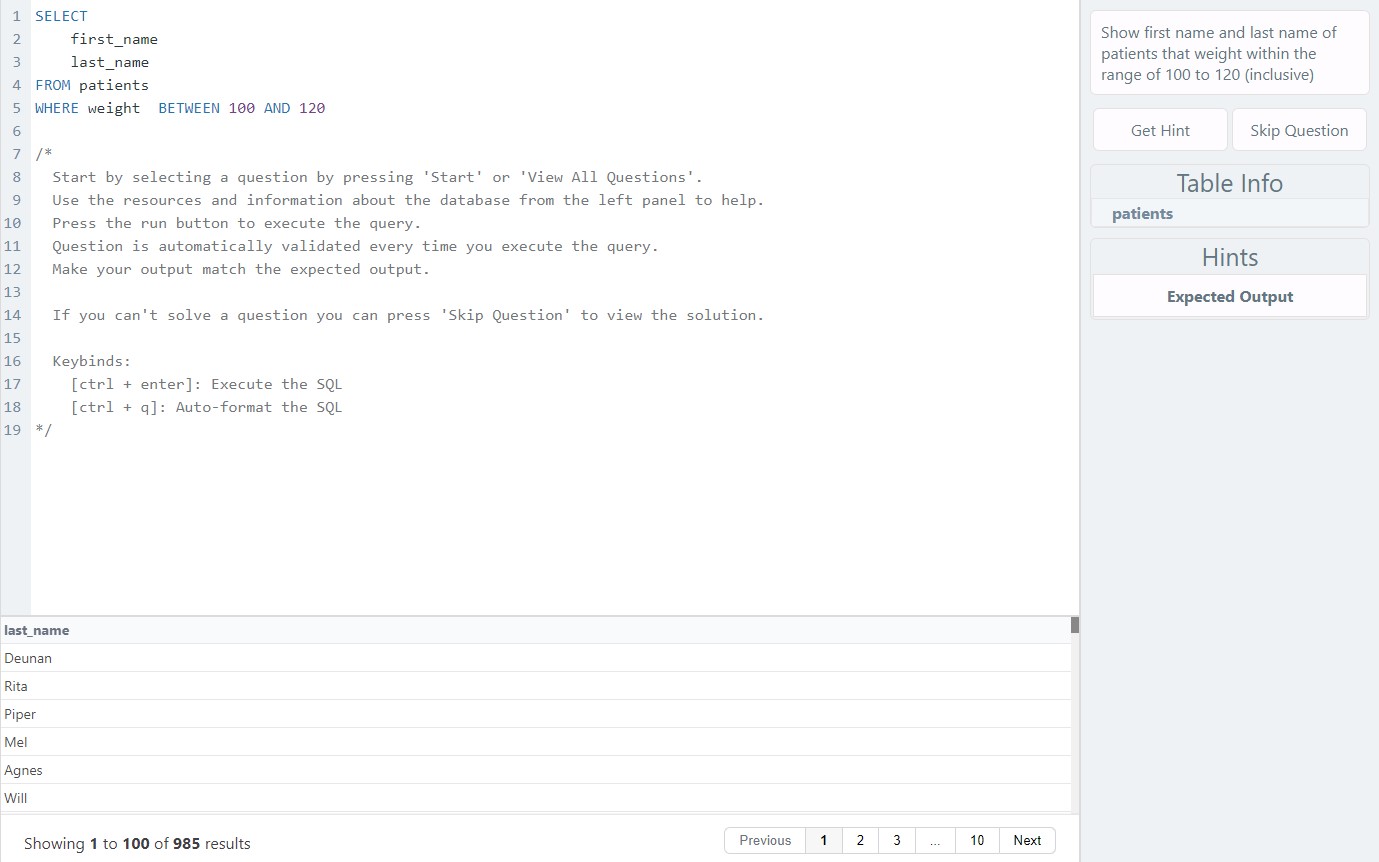 1 SELECT
2 first_name
3 last_name
4 FROM patients
5 WHERE weight  BETWEEN 100 AND 120
6
7 /*
8 Start by selecting a question by pressing 'Start' or 'View All Questions'.
9 Use the resources and information about the database from the left panel to help.
10 Press the run button to execute the query.
11 Question is automatically validated every time you execute the query.
12 Make your output match the expected output.
13
14 If you can't solve a question you can press 'Skip Question' to view the solution.
15
16 Keybinds:
17 [ctrl + enter]: Execute the SQL
18 [ctrl + q]: Auto-format the SQL
19 */
last_name
Deunan
Rita
Piper
Mel
Agnes
Will
Showing 1 to 100 of 985 results
Previous 1 2 3 ... 10 Next
Show first name and last name of
patients that weight within the
range of 100 to 120 (inclusive)
Get Hint Skip Question
Table Info
patients
Hints
Expected Output